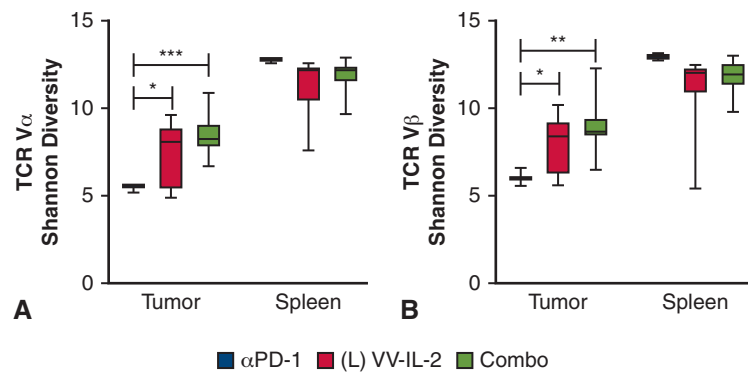 TCR Vα
Shannon Diversity
15
10
5
0
***
*
Tumor
Spleen
A
TCR Vβ
Shannon Diversity
15
10
5
0
**
*
Tumor
Spleen
B
αPD-1 (L) VV-IL-2 Combo